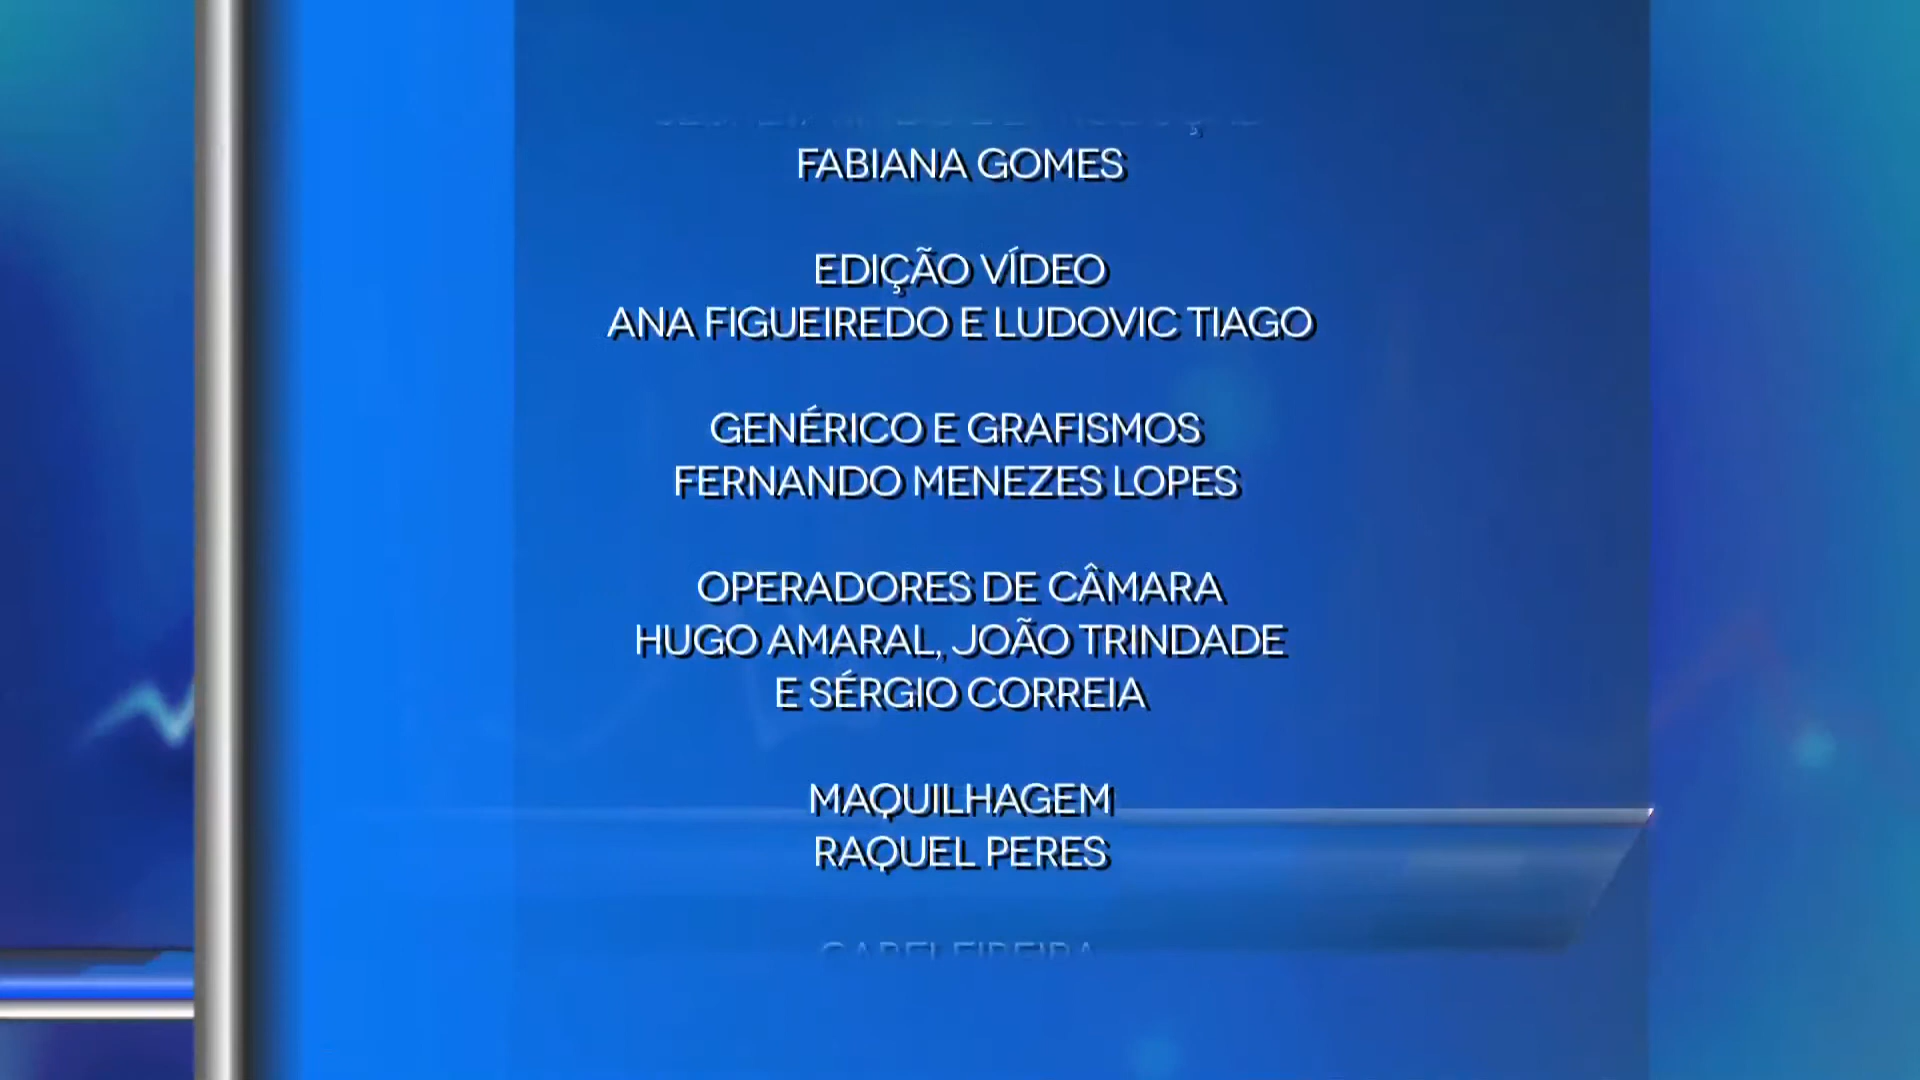 FABIANA GOMES
EDIÇÃO VÍDEO
ANA FIGUEIREDO E LUDOVIC TIAGO
GENÉRICO E GRAFISMOS
FERNANDO MENEZES LOPES
OPERADORES DE CÂMARA
HUGO AMARAL, JOÃO TRINDADE
E SÉRGIO CORREIA
MAQUILHAGEM
RAQUEL PERES
CABELEIREIRA